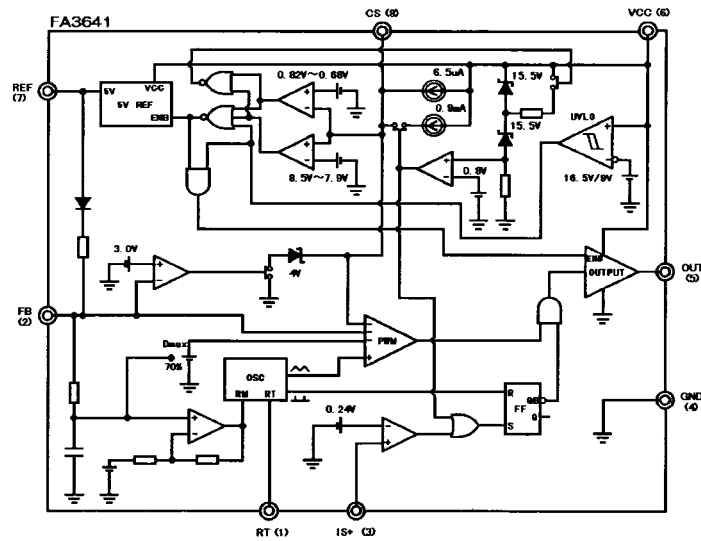 FA3641
CS (8)
VCC (6)
REF
(7)
5V
VCC
5V REF
ENB
0.82V～0.68V
8.5V～7.9V
6.5uA
0.9mA
15.5V
15.5V
UVLO
16.5V/9V
0.8V
3.0V
4V
ENB
OUTPUT
OUT
(5)
FB
(2)
Dmax
70%
PWM
OSC
RM
RT
0.24V
R
QB
FF
Q
S
GND
(4)
RT (1)
IS+ (3)